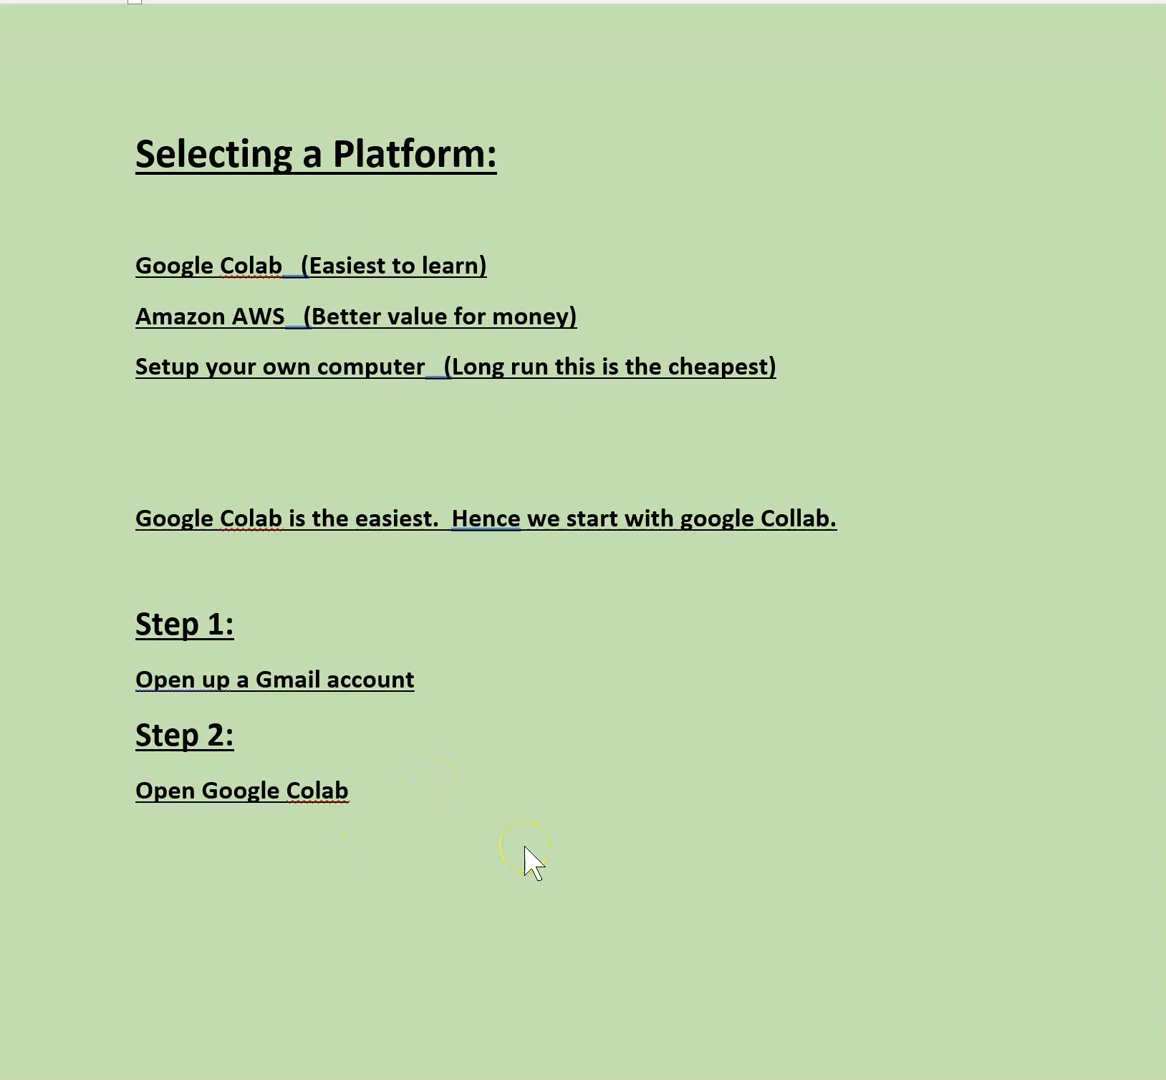 Selecting a Platform:
Google Colab   (Easiest to learn)
Amazon AWS   (Better value for money)
Setup your own computer   (Long run this is the cheapest)
Google Colab is the easiest.  Hence we start with google Collab.
Step 1:
Open up a Gmail account
Step 2:
Open Google Colab